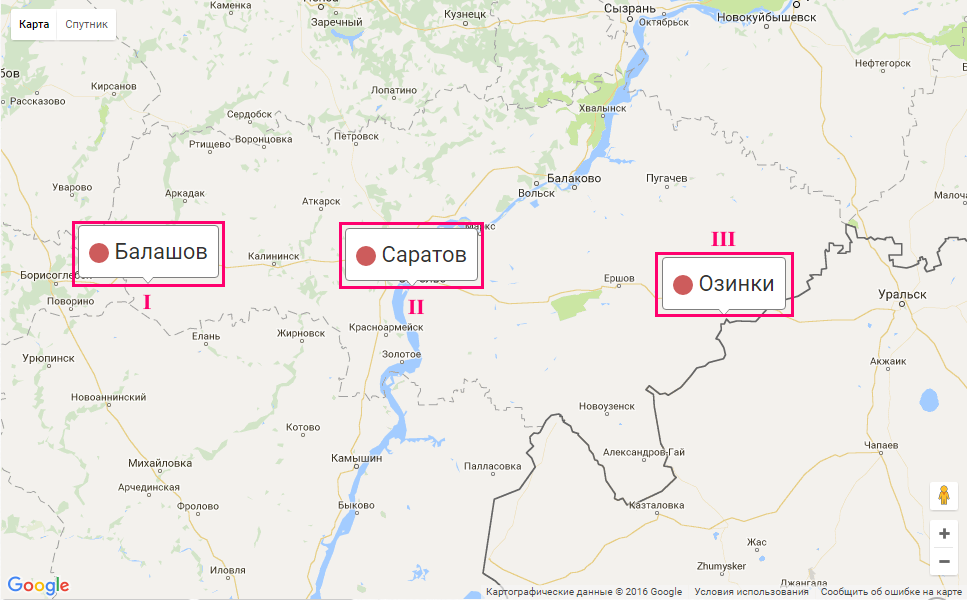 Каменка
Кузнецк
Сызрань
Заречный
Октябрьск
Новокуйбышевск
Карта Спутник
Нефтегорск
Кирсанов
Рассказово
Лопатино
Хвалынск
Сердобск
Петровск
Ртищево
Воронцовка
Балаково
Пугачев
Вольск
Уварово
Аркадак
Аткарск
Маркс
III
Балашов
Саратов
Калининск
Борисоглебск
Ершов
Озинки
Поворино
I
II
Уральск
Красноармейск
Елань
Жирновск
Золотое
Урюпинск
Акжаик
Новоаннинский
Новоузенск
Котово
Чапаев
Александров-Гай
Камышин
Михайловка
Палласовка
Арчединская
Фролово
Быково
Казталовка
Жас
Zhumysker
Иловля
Джангала
Google
Картографические данные © 2016 Google Условия использования Сообщить об ошибке на карте